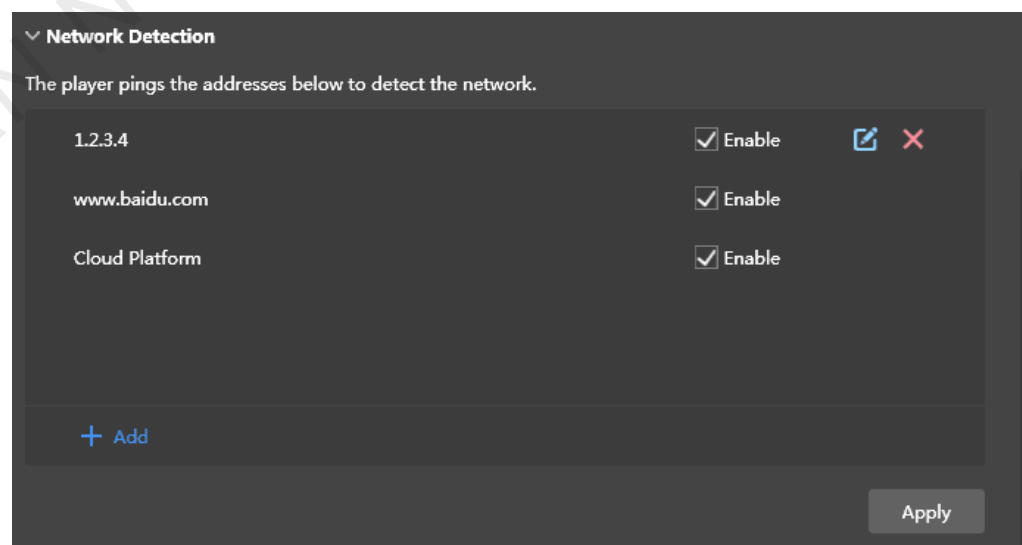 Network Detection
The player pings the addresses below to detect the network.
1.2.3.4 Enable
www.baidu.com Enable
Cloud Platform Enable
+ Add
Apply